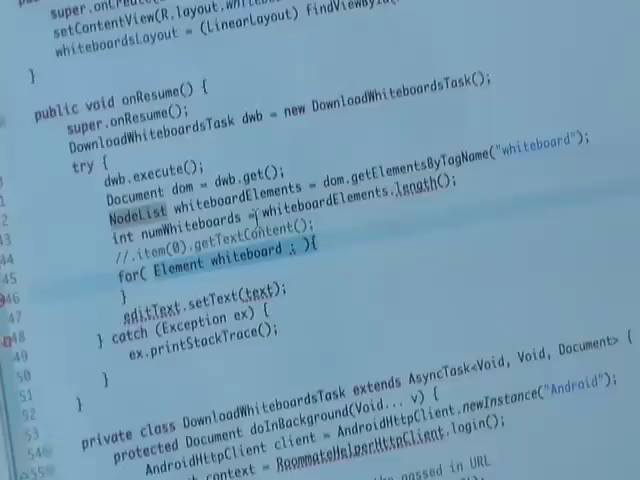 super.onCreate(
setContentView(R.layout.
whiteboardsLayout = (LinearLayout) findViewById
}
public void onResume() {
super.onResume();
DownloadWhiteboardsTask dwb = new DownloadWhiteboardsTask();
try {
dwb.execute();
Document dom = dwb.get();
NodeList whiteboardElements = dom.getElementsByTagName("whiteboard");
int numWhiteboards = whiteboardElements.length();
//.item(0).getTextContent();
for( Element whiteboard : ){
}
editText.setText(text);
} catch (Exception ex) {
ex.printStackTrace();
}
}
private class DownloadWhiteboardsTask extends AsyncTask<Void, Void, Document> {
protected Document doInBackground(Void... v) {
AndroidHttpClient client = AndroidHttpClient.newInstance("Android");
context = RoommateHelperHttpClient.login();
passed in URL